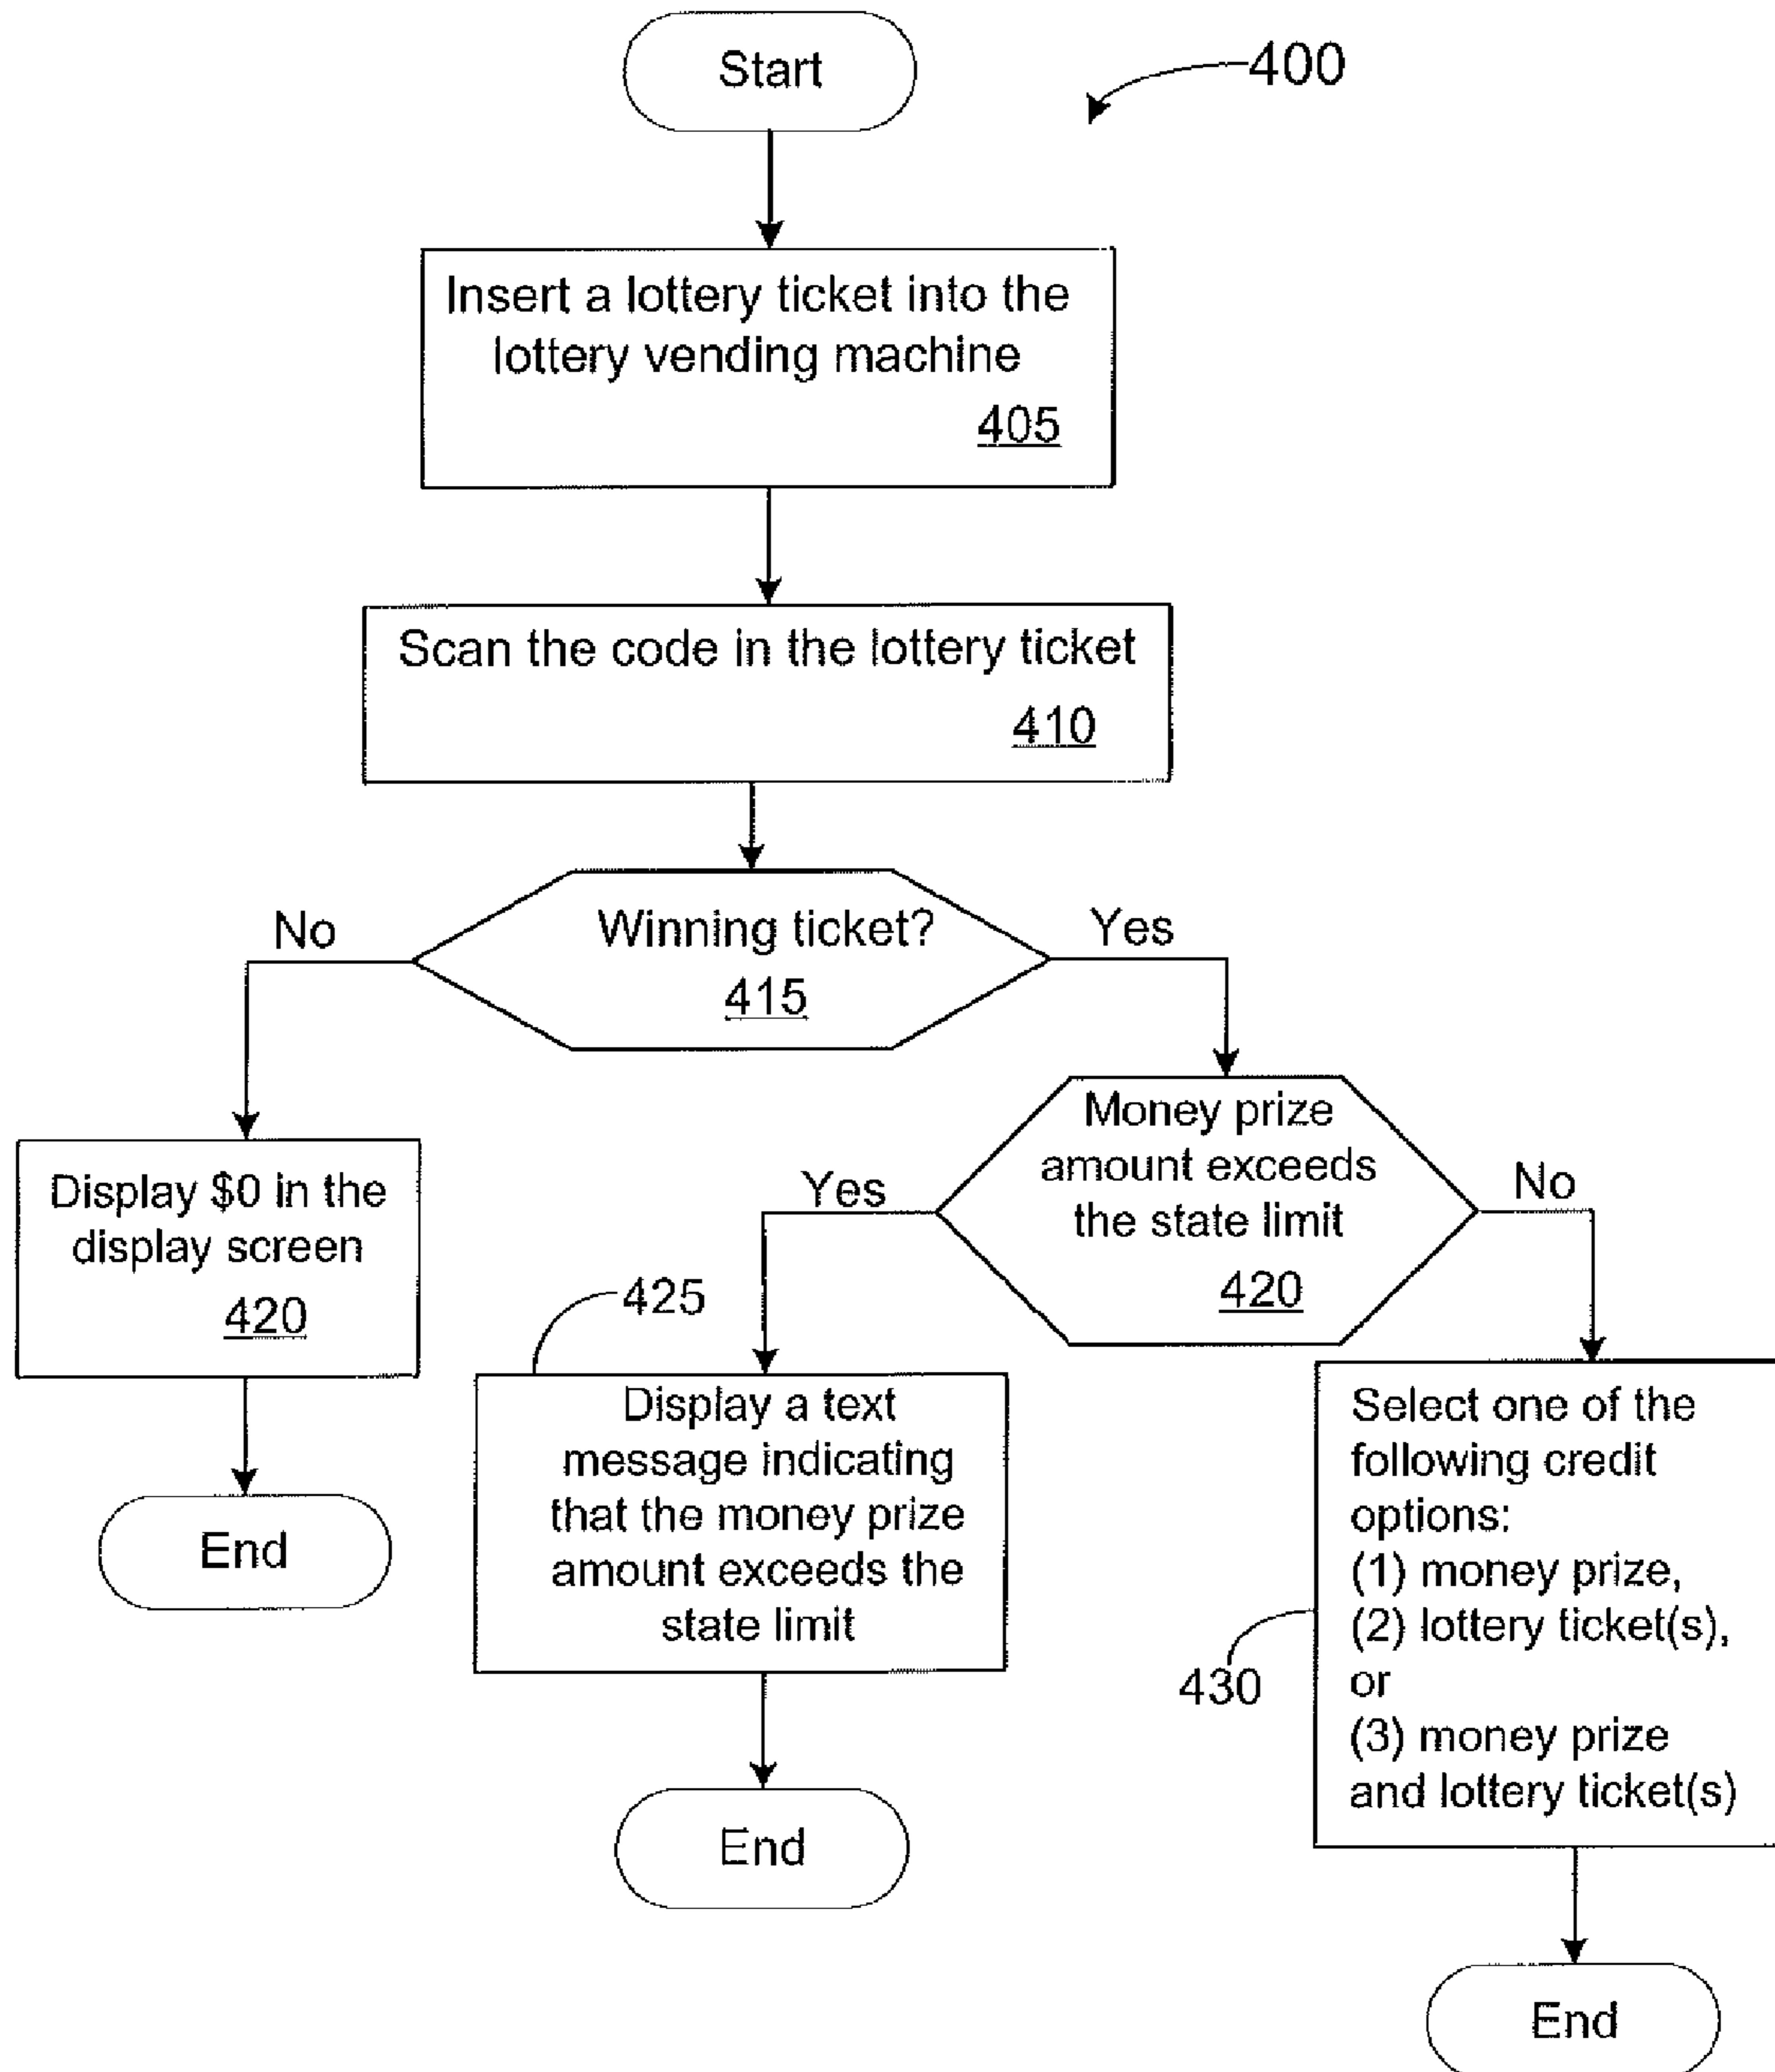 Start
400
Insert a lottery ticket into the
lottery vending machine
405
Scan the code in the lottery ticket
410
No
Winning ticket?
415
Yes
Display $0 in the
display screen
420
End
Yes
Money prize
amount exceeds
the state limit
420
No
425
Display a text
message indicating
that the money prize
amount exceeds the
state limit
End
430
Select one of the
following credit
options:
(1) money prize,
(2) lottery ticket(s),
or
(3) money prize
and lottery ticket(s)
End